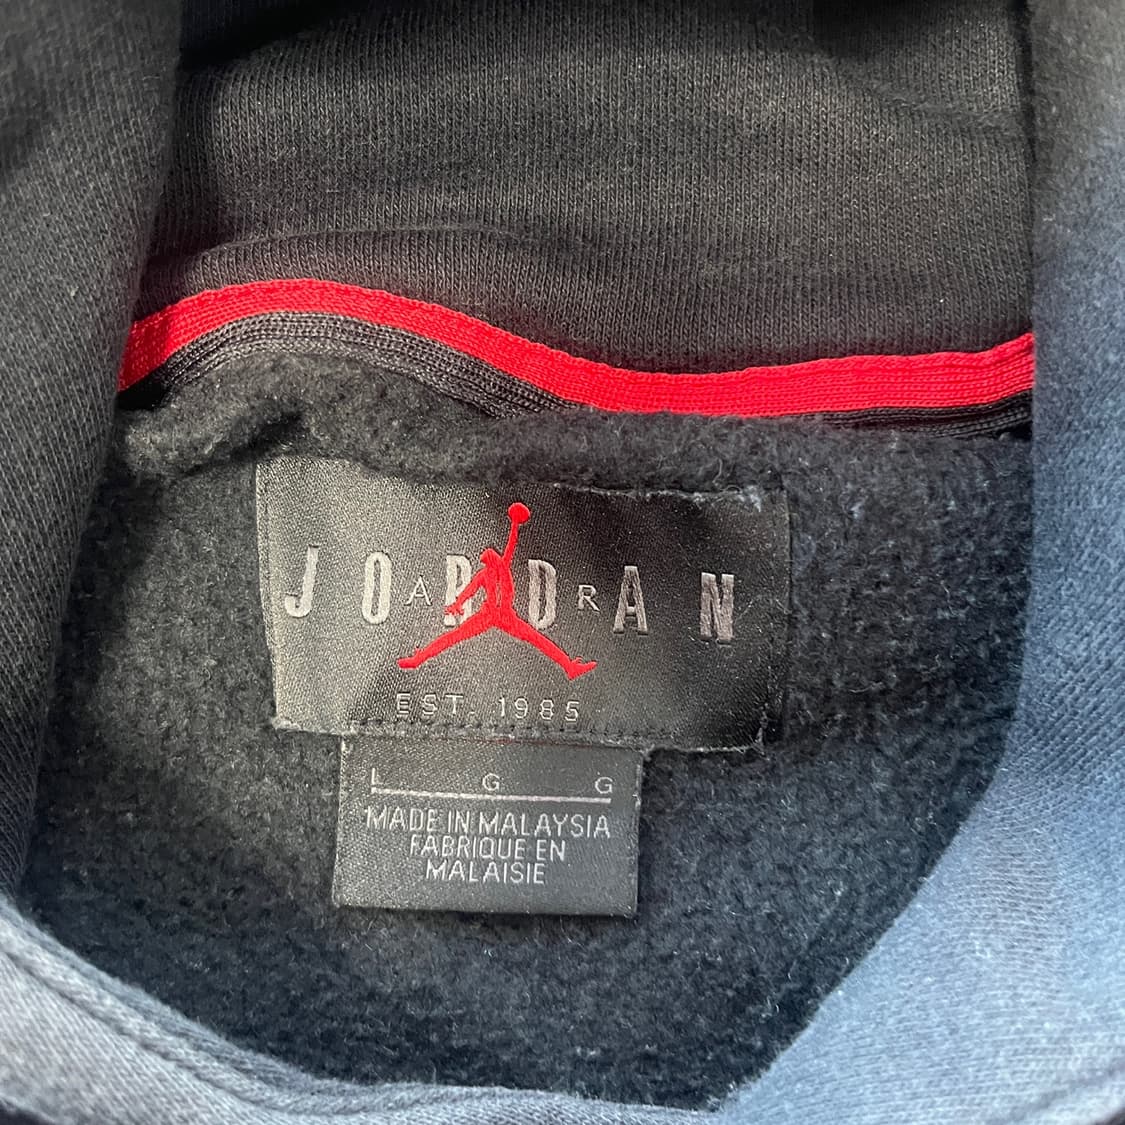 JORDAN
AIR
EST. 1985
L G G
MADE IN MALAYSIA
FABRIQUE EN
MALAISIE